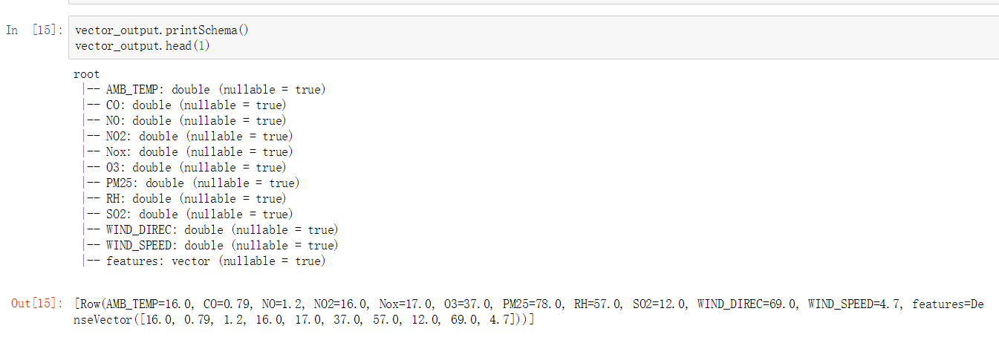 In [15]: vector_output.printSchema()
vector_output.head(1)
root
 |-- AMB_TEMP: double (nullable = true)
 |-- CO: double (nullable = true)
 |-- NO: double (nullable = true)
 |-- NO2: double (nullable = true)
 |-- Nox: double (nullable = true)
 |-- O3: double (nullable = true)
 |-- PM25: double (nullable = true)
 |-- RH: double (nullable = true)
 |-- SO2: double (nullable = true)
 |-- WIND_DIREC: double (nullable = true)
 |-- WIND_SPEED: double (nullable = true)
 |-- features: vector (nullable = true)
Out[15]: [Row(AMB_TEMP=16.0, CO=0.79, NO=1.2, NO2=16.0, Nox=17.0, O3=37.0, PM25=78.0, RH=57.0, SO2=12.0, WIND_DIREC=69.0, WIND_SPEED=4.7, features=De
nseVector([16.0, 0.79, 1.2, 16.0, 17.0, 37.0, 57.0, 12.0, 69.0, 4.7]))]